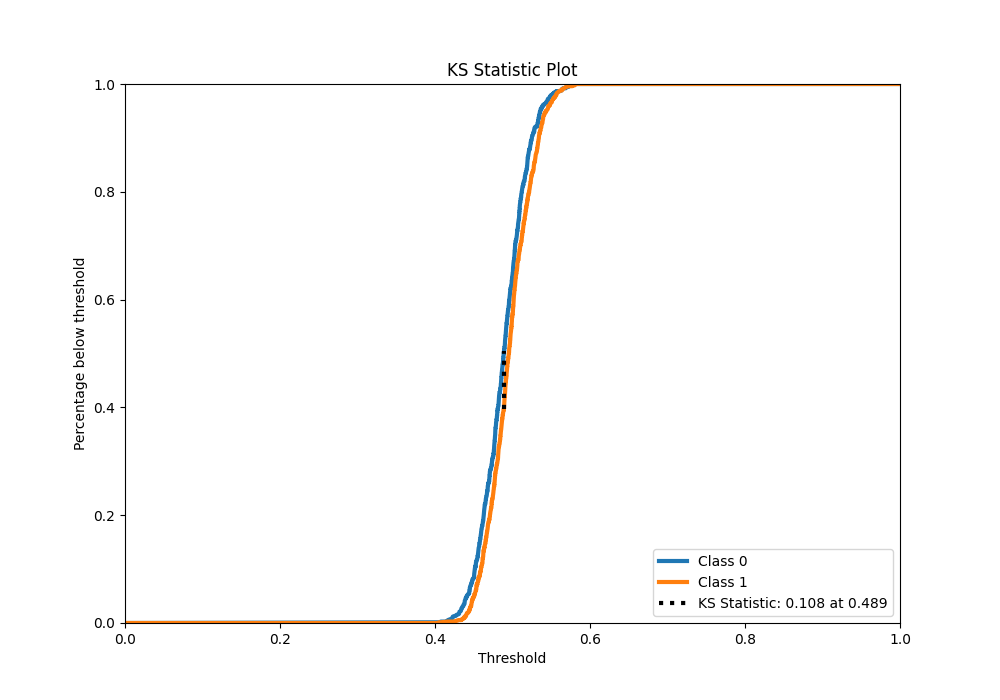 KS Statistic Plot
Percentage below threshold
1.0
0.8
0.6
0.4
0.2
0.0
0.0 0.2 0.4 0.6 0.8 1.0
Threshold
Class 0
Class 1
KS Statistic: 0.108 at 0.489